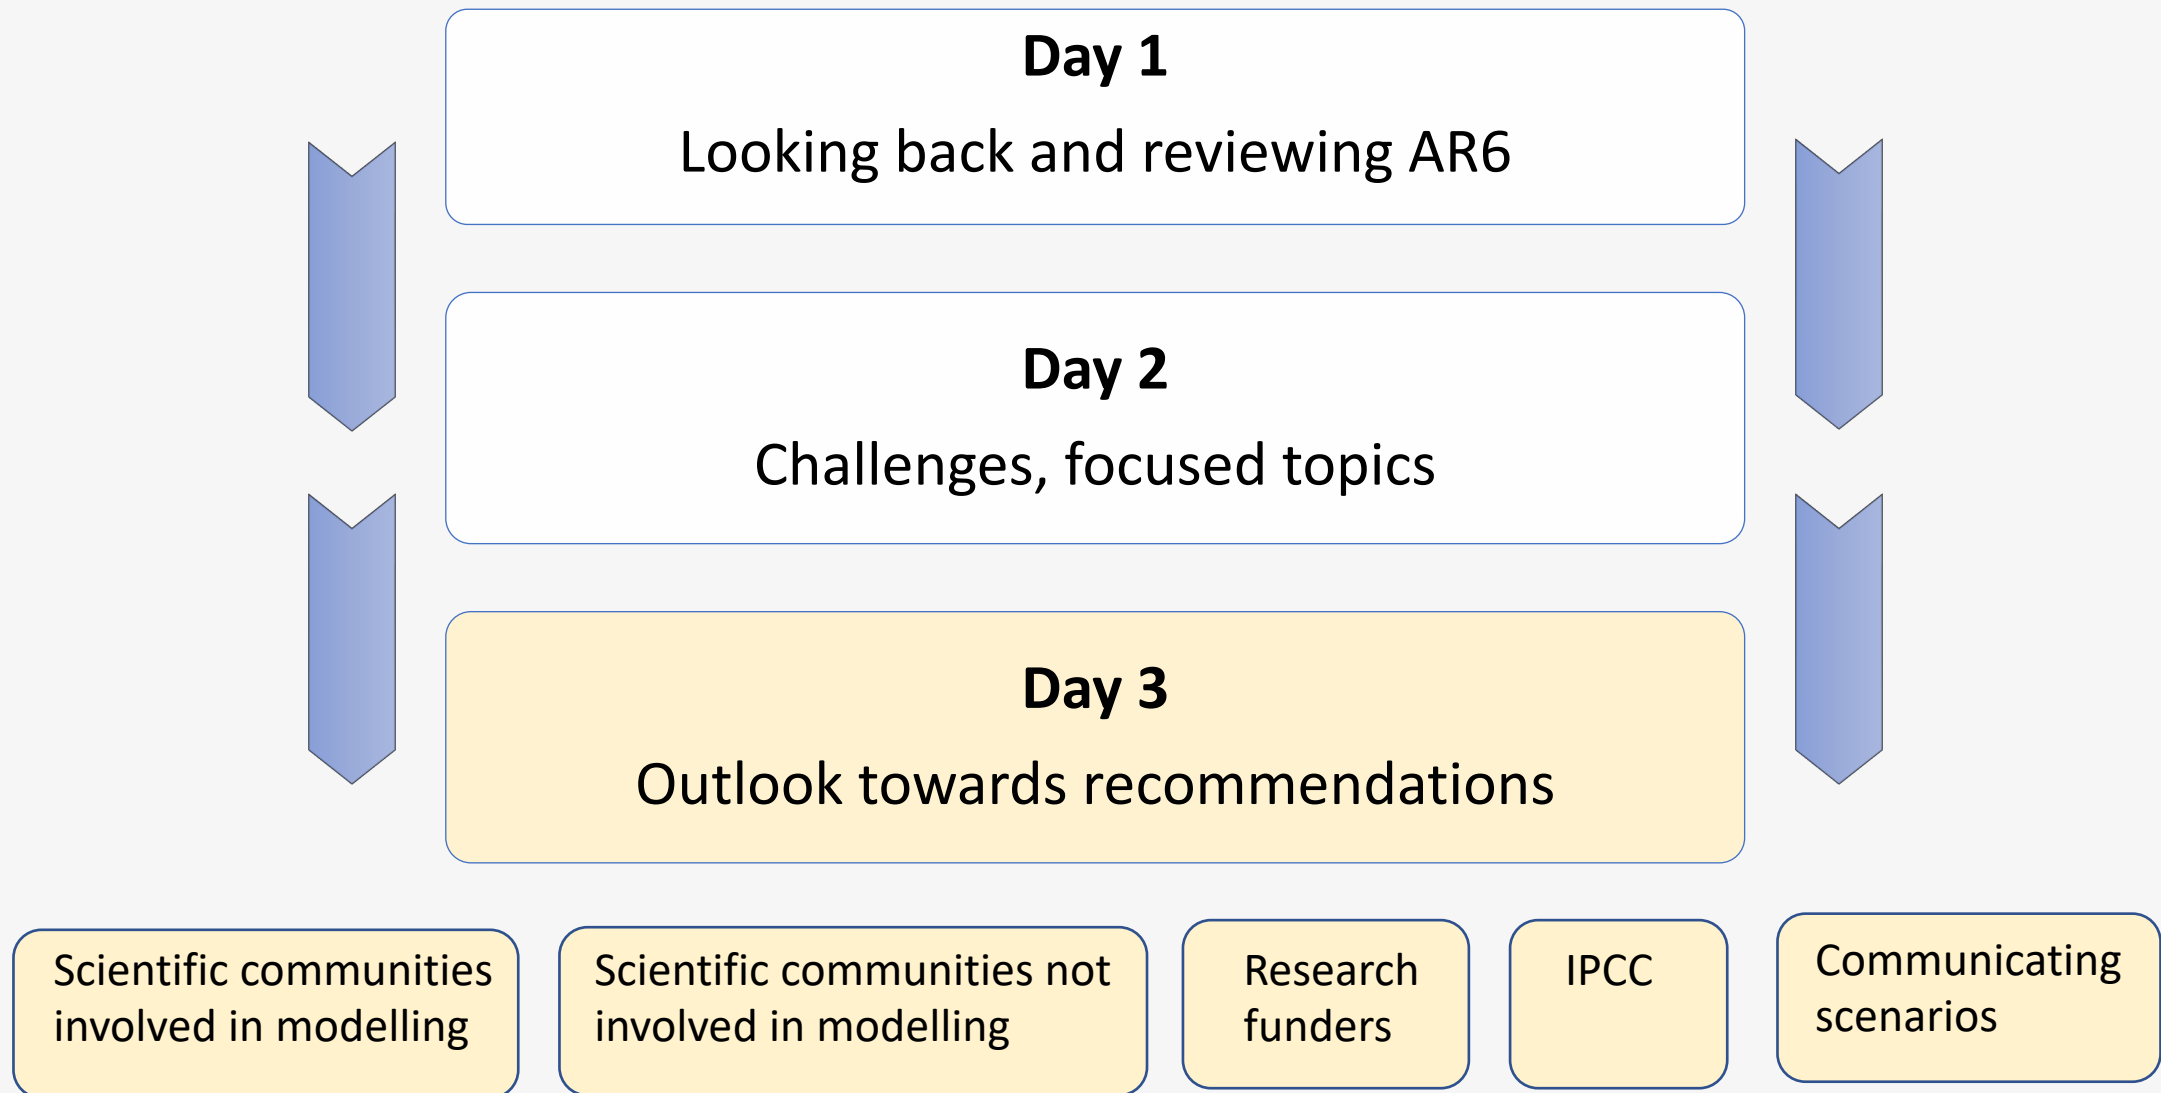 Day 1
Looking back and reviewing AR6
Day 2
Challenges, focused topics
Day 3
Outlook towards recommendations
Scientific communities
involved in modelling
Scientific communities not
involved in modelling
Research
funders
IPCC
Communicating
scenarios